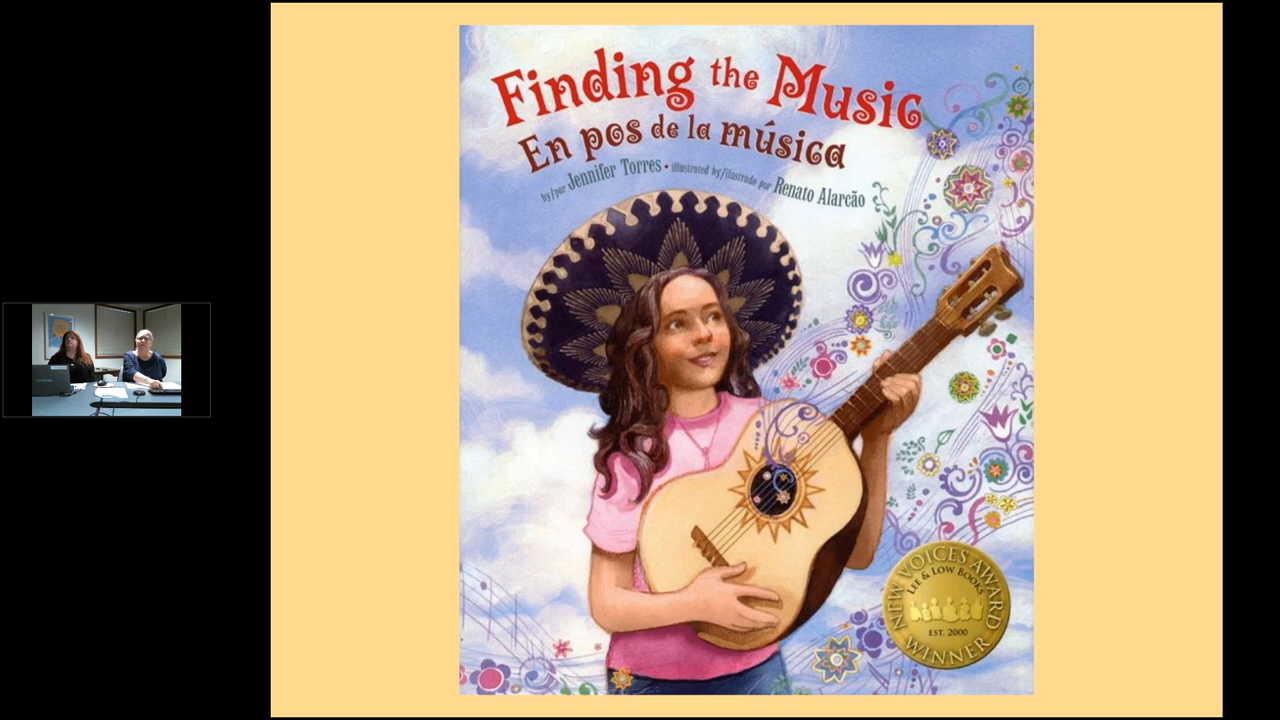 Finding the Music
En pos de la música
by/por Jennifer Torres • illustrated by/ilustrado por Renato Alarcão
NEW VOICES AWARD
LEE & LOW BOOKS
EST. 2000
WINNER